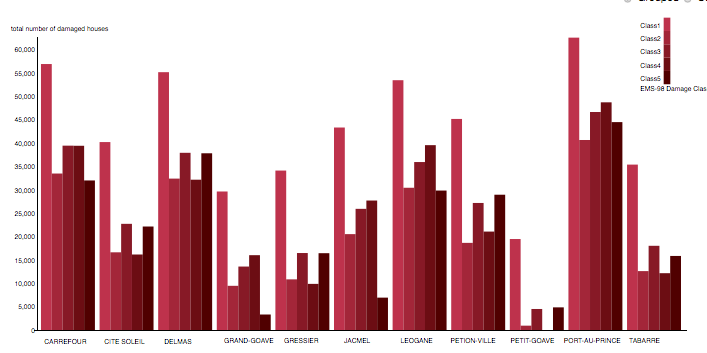 total number of damaged houses
Class1
Class2
Class3
Class4
Class5
EMS-98 Damage Clas
60,000
55,000
50,000
45,000
40,000
35,000
30,000
25,000
20,000
15,000
10,000
5,000
0
CARREFOUR CITE SOLEIL DELMAS GRAND-GOAVE GRESSIER JACMEL LEOGANE PETION-VILLE PETIT-GOAVE PORT-AU-PRINCE TABARRE